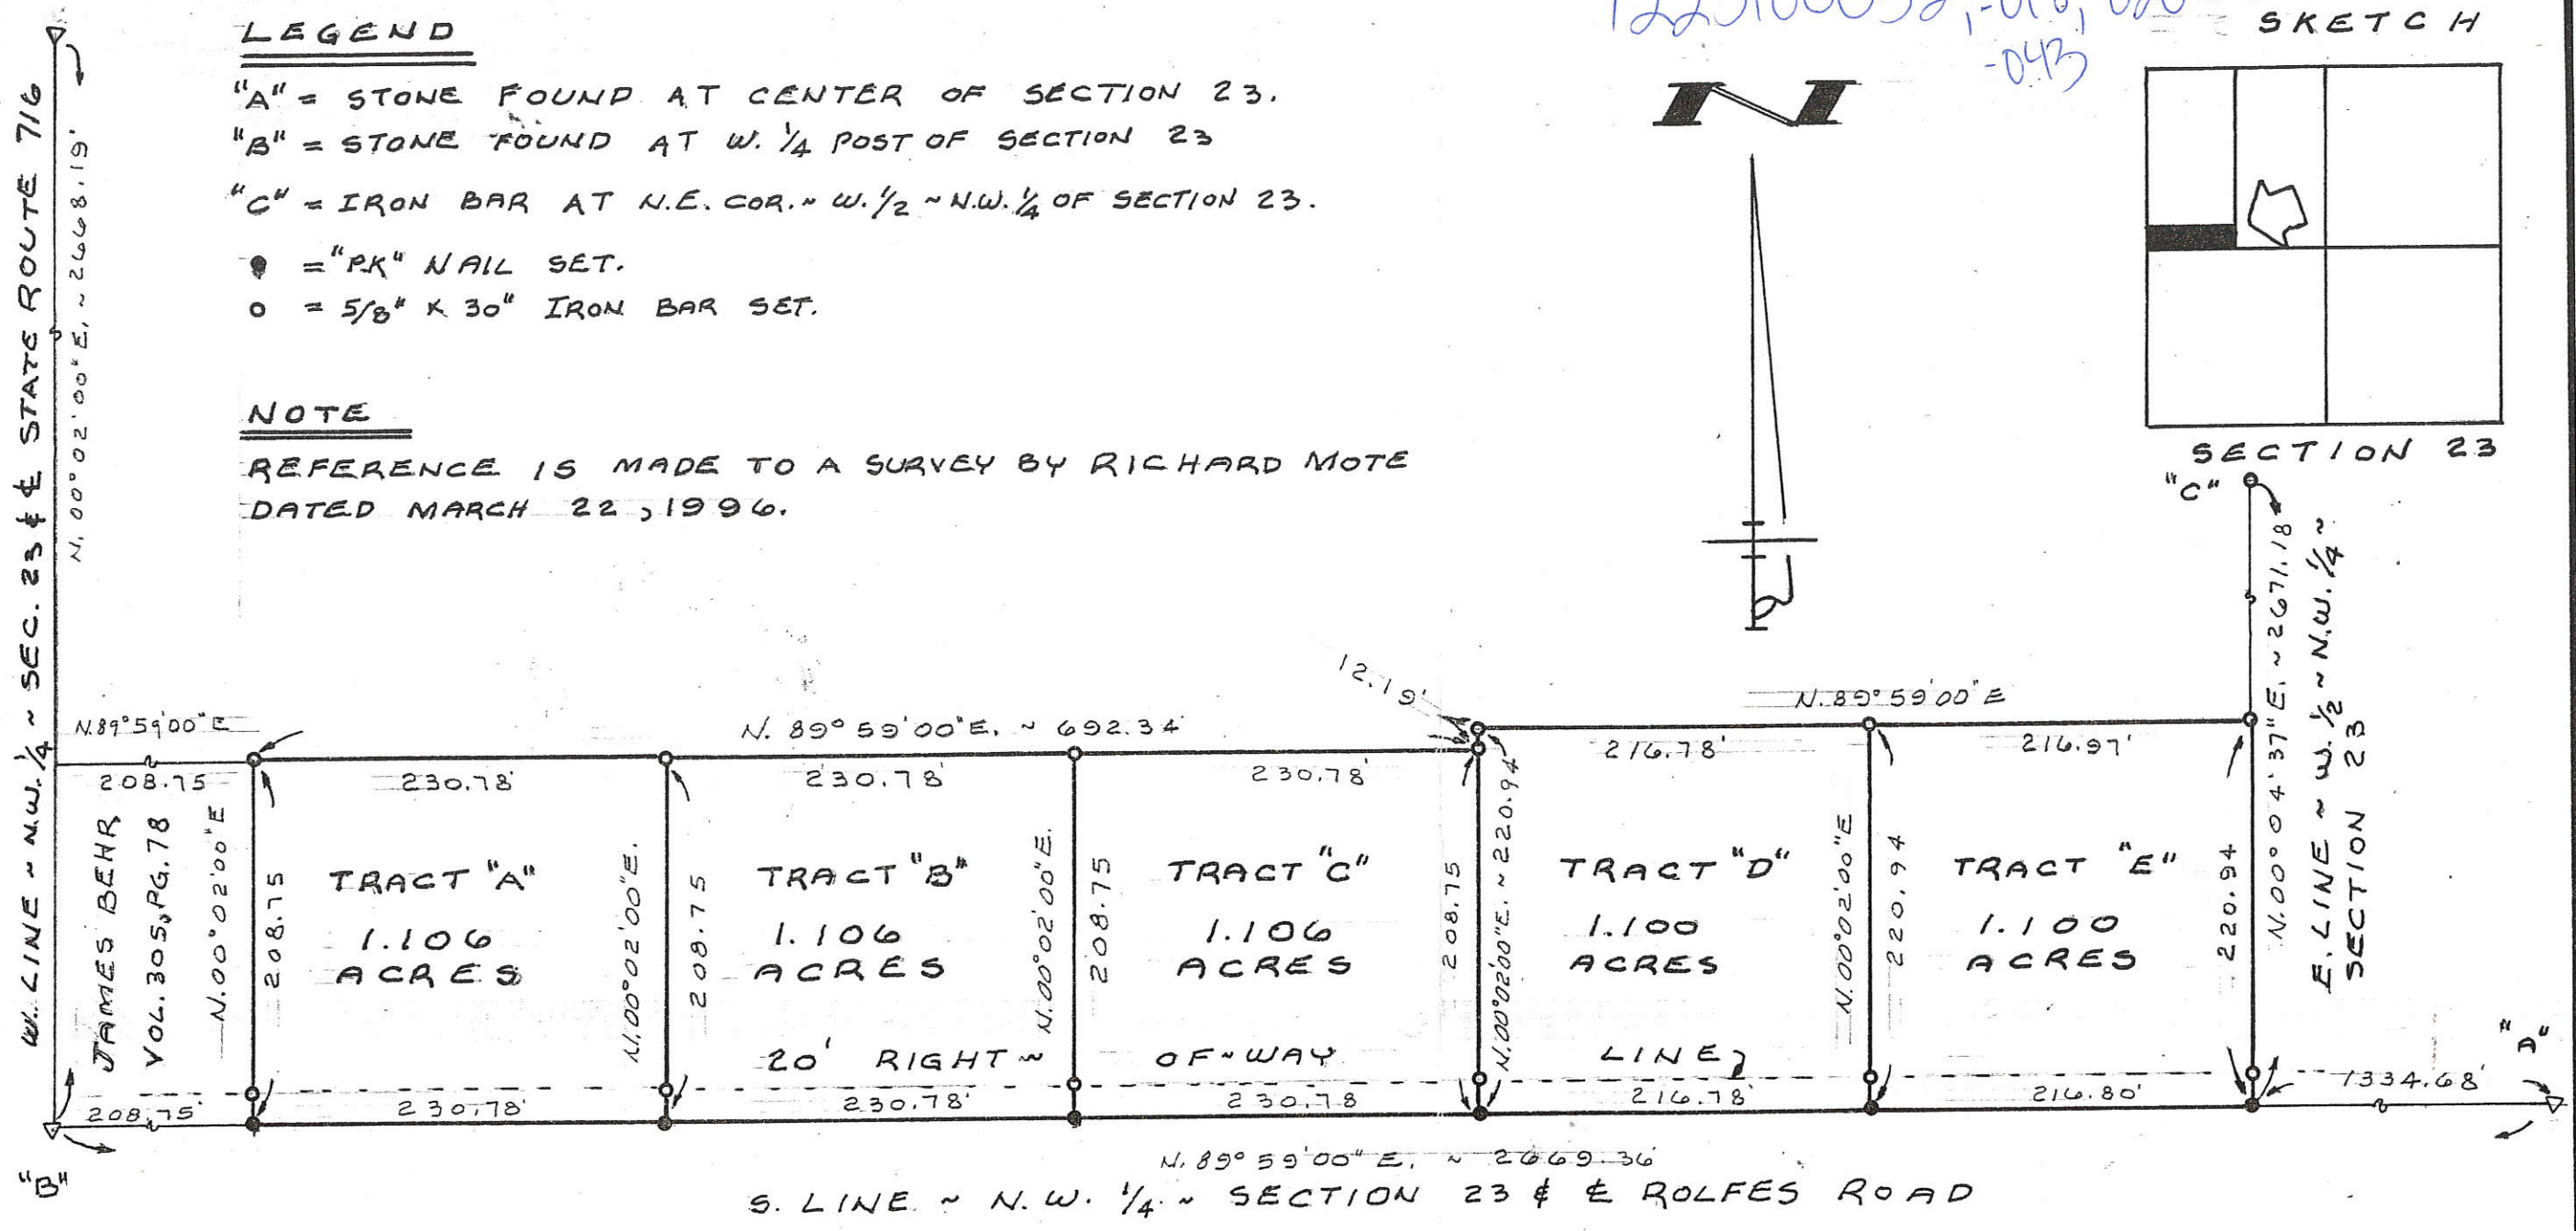 LEGEND
"A" = STONE FOUND AT CENTER OF SECTION 23.
"B" = STONE FOUND AT W. 1/4 POST OF SECTION 23
"C" = IRON BAR AT N.E. COR. ~ W. 1/2 ~ N.W. 1/4 OF SECTION 23.
= "P.K" NAIL SET.
= 5/8" X 30" IRON BAR SET.
NOTE
REFERENCE IS MADE TO A SURVEY BY RICHARD MOTE
DATED MARCH 22, 1996.
-043
N
SKETCH
SECTION 23
"C"
N.00°04'37"E. ~ 2671.18'
E. LINE ~ W. 1/2 ~ N.W. 1/4 ~
SECTION 23
W. LINE ~ N.W. 1/4 ~ SEC. 23 & ℄ STATE ROUTE 716
N. 00°02'00"E, ~ 2668.19'
N.89°59'00"E
208.75
N. 89°59'00"E. ~ 692.34'
12.19'
N.89°59'00"E
230.78'
230.78'
230.78'
216.78'
216.97'
JAMES BEHR
VOL. 305, PG. 78
N.00°02'00"E
208.75
TRACT "A"
1.106
ACRES
N.00°02'00"E.
208.75
TRACT "B"
1.106
ACRES
N.00°02'00"E.
208.75
TRACT "C"
1.106
ACRES
208.75
N.00°02'00"E. ~ 220.94
TRACT "D"
1.100
ACRES
N.00°02'00"E
220.94
TRACT "E"
1.100
ACRES
220.94
20' RIGHT ~ OF ~ WAY LINE
208.75'
230.78'
230.78'
230.78
216.78'
216.80'
1334.68'
"B"
N. 89°59'00" E. ~ 2669.36'
S. LINE ~ N.W. 1/4 ~ SECTION 23 & ℄ ROLFES ROAD